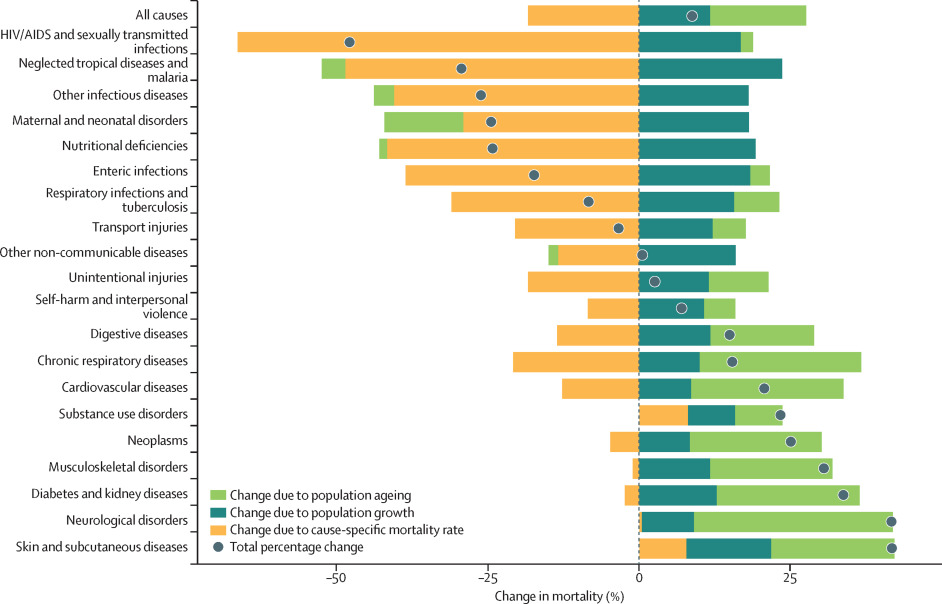 All causes
HIV/AIDS and sexually transmitted
infections
Neglected tropical diseases and
malaria
Other infectious diseases
Maternal and neonatal disorders
Nutritional deficiencies
Enteric infections
Respiratory infections and
tuberculosis
Transport injuries
Other non-communicable diseases
Unintentional injuries
Self-harm and interpersonal
violence
Digestive diseases
Chronic respiratory diseases
Cardiovascular diseases
Substance use disorders
Neoplasms
Musculoskeletal disorders
Diabetes and kidney diseases
Neurological disorders
Skin and subcutaneous diseases
Change due to population ageing
Change due to population growth
Change due to cause-specific mortality rate
Total percentage change
–50 –25 0 25
Change in mortality (%)